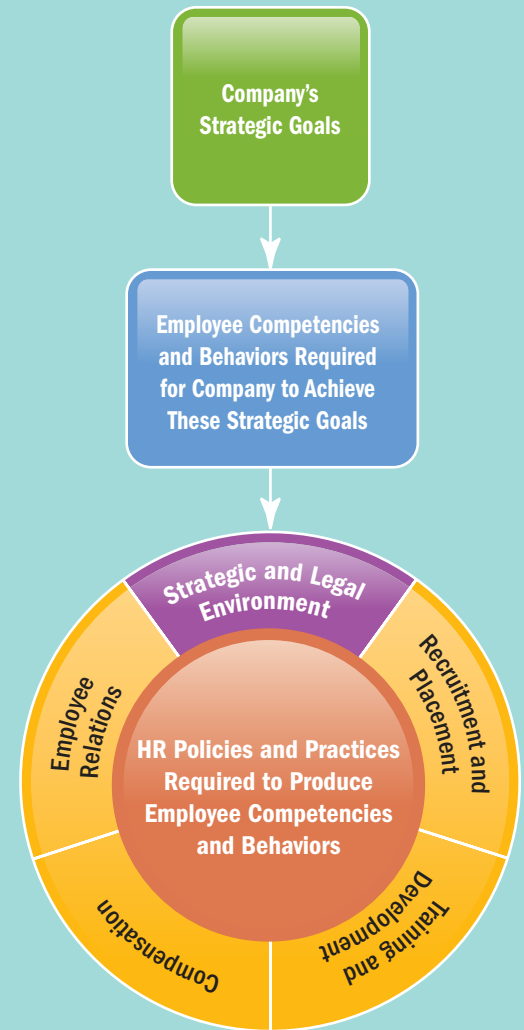 Company's
Strategic Goals
Employee Competencies
and Behaviors Required
for Company to Achieve
These Strategic Goals
Strategic and Legal
Environment
Recruitment and
Placement
Training and
Development
Compensation
Employee
Relations
HR Policies and Practices
Required to Produce
Employee Competencies
and Behaviors